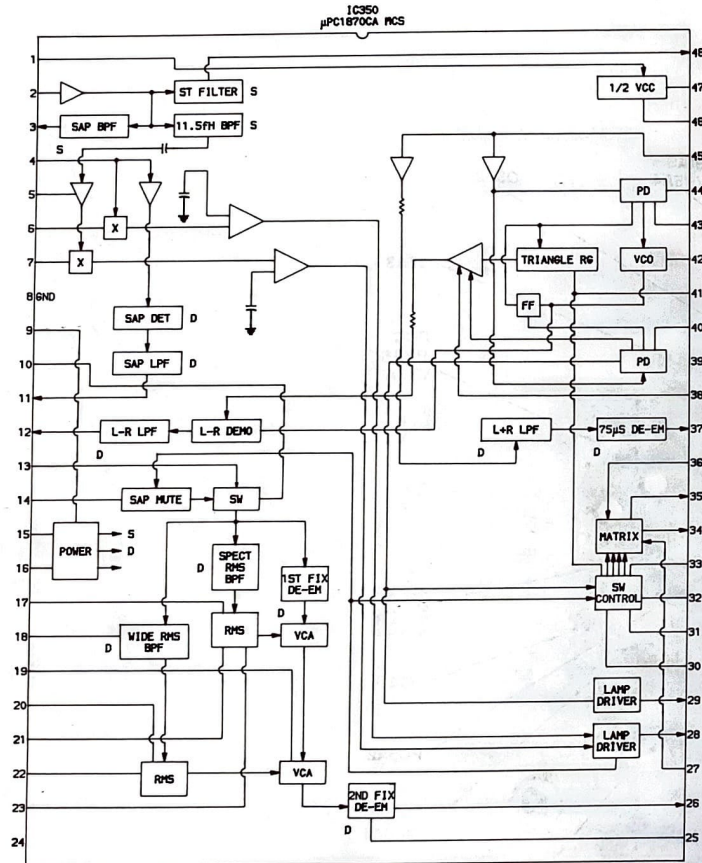 IC350
μPC1870CA MCS
1
2
3
4
5
6
7
8 GND
9
10
11
12
13
14
15
16
17
18
19
20
21
22
23
24
48
47
46
45
44
43
42
41
40
39
38
37
36
35
34
33
32
31
30
29
28
27
26
25
ST FILTER S
1/2 VCC
SAP BPF
11.5fH BPF S
S
PD
X
X
TRIANGLE RG
VCO
FF
SAP DET D
PD
SAP LPF D
L-R LPF
L-R DEMO
L+R LPF
75μS DE-EM
D
D
D
SAP MUTE
SW
MATRIX
POWER
S
D
SPECT
RMS
BPF
D
1ST FIX
DE-EM
D
SW
CONTROL
WIDE RMS
BPF
D
RMS
VCA
LAMP
DRIVER
LAMP
DRIVER
RMS
VCA
2ND FIX
DE-EM
D